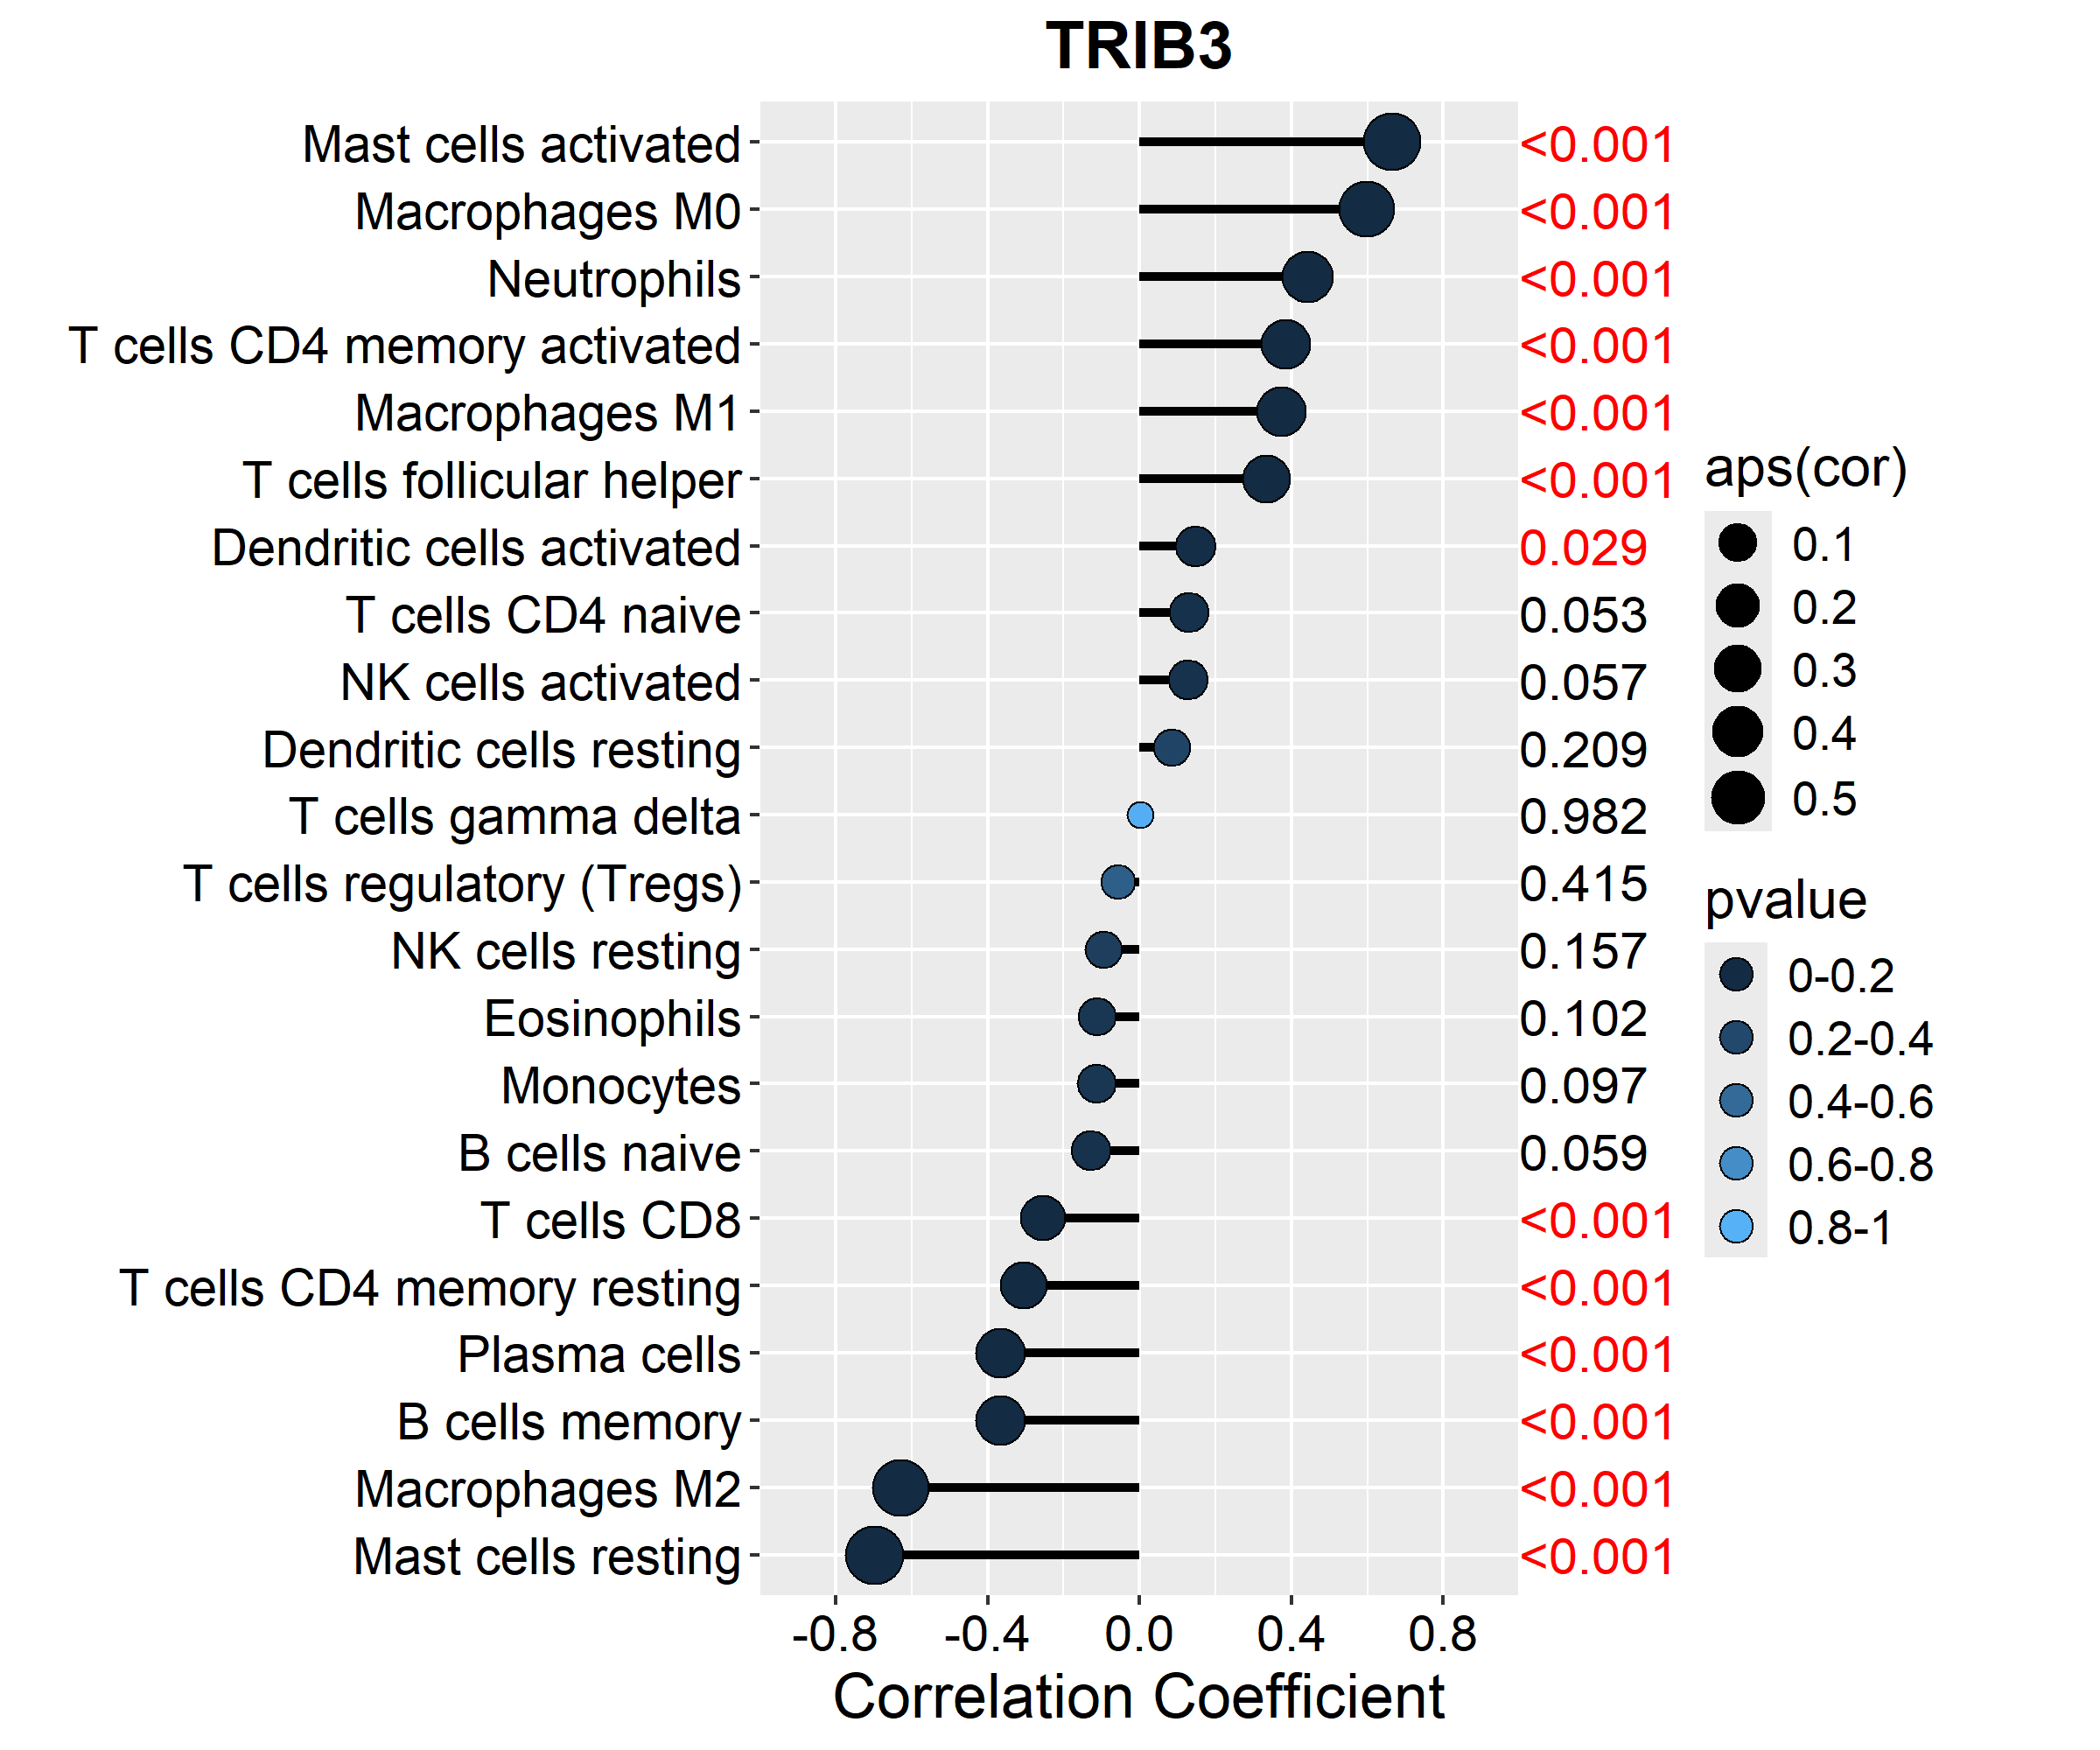 TRIB3
Mast cells activated <0.001
Macrophages M0 <0.001
Neutrophils <0.001
T cells CD4 memory activated <0.001
Macrophages M1 <0.001
T cells follicular helper <0.001
Dendritic cells activated 0.029
T cells CD4 naive 0.053
NK cells activated 0.057
Dendritic cells resting 0.209
T cells gamma delta 0.982
T cells regulatory (Tregs) 0.415
NK cells resting 0.157
Eosinophils 0.102
Monocytes 0.097
B cells naive 0.059
T cells CD8 <0.001
T cells CD4 memory resting <0.001
Plasma cells <0.001
B cells memory <0.001
Macrophages M2 <0.001
Mast cells resting <0.001
-0.8 -0.4 0.0 0.4 0.8
Correlation Coefficient
aps(cor)
0.1
0.2
0.3
0.4
0.5
pvalue
0-0.2
0.2-0.4
0.4-0.6
0.6-0.8
0.8-1